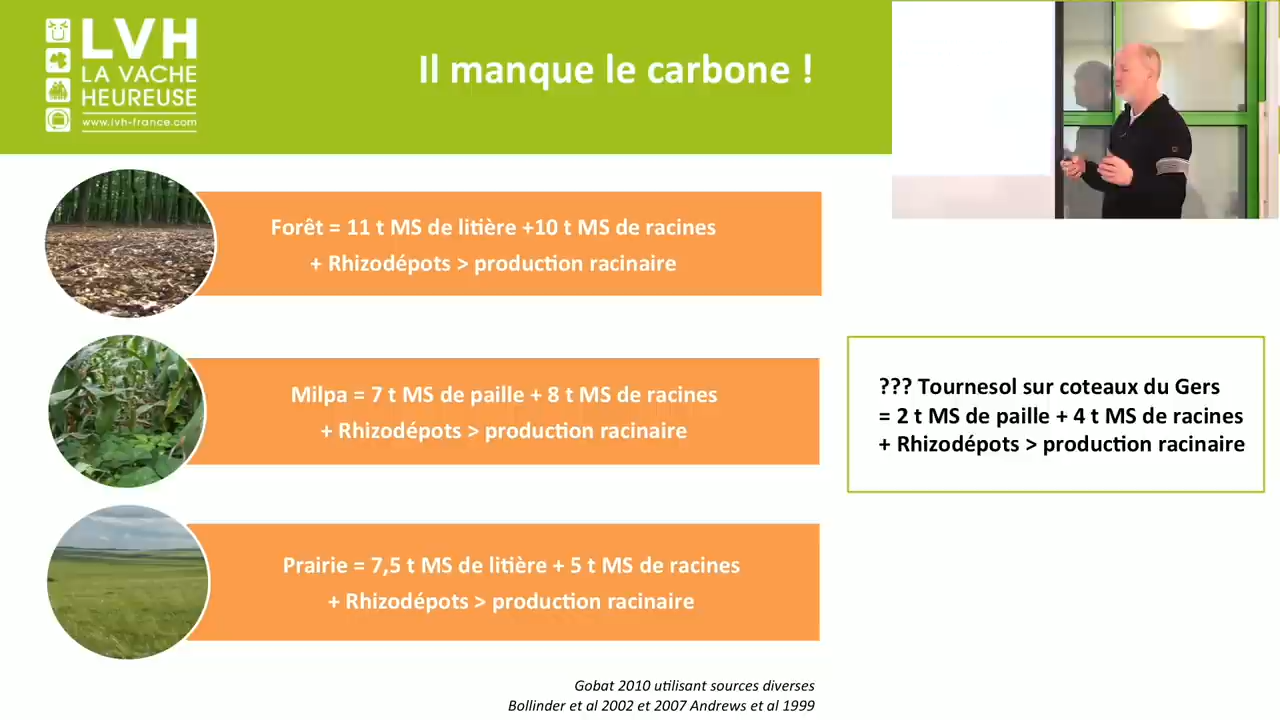 LVH
LA VACHE
HEUREUSE
www.lvh-france.com
Il manque le carbone !
Forêt = 11 t MS de litière +10 t MS de racines
+ Rhizodépots > production racinaire
Milpa = 7 t MS de paille + 8 t MS de racines
+ Rhizodépots > production racinaire
??? Tournesol sur coteaux du Gers
= 2 t MS de paille + 4 t MS de racines
+ Rhizodépots > production racinaire
Prairie = 7,5 t MS de litière + 5 t MS de racines
+ Rhizodépots > production racinaire
Gobat 2010 utilisant sources diverses
Bollinder et al 2002 et 2007 Andrews et al 1999